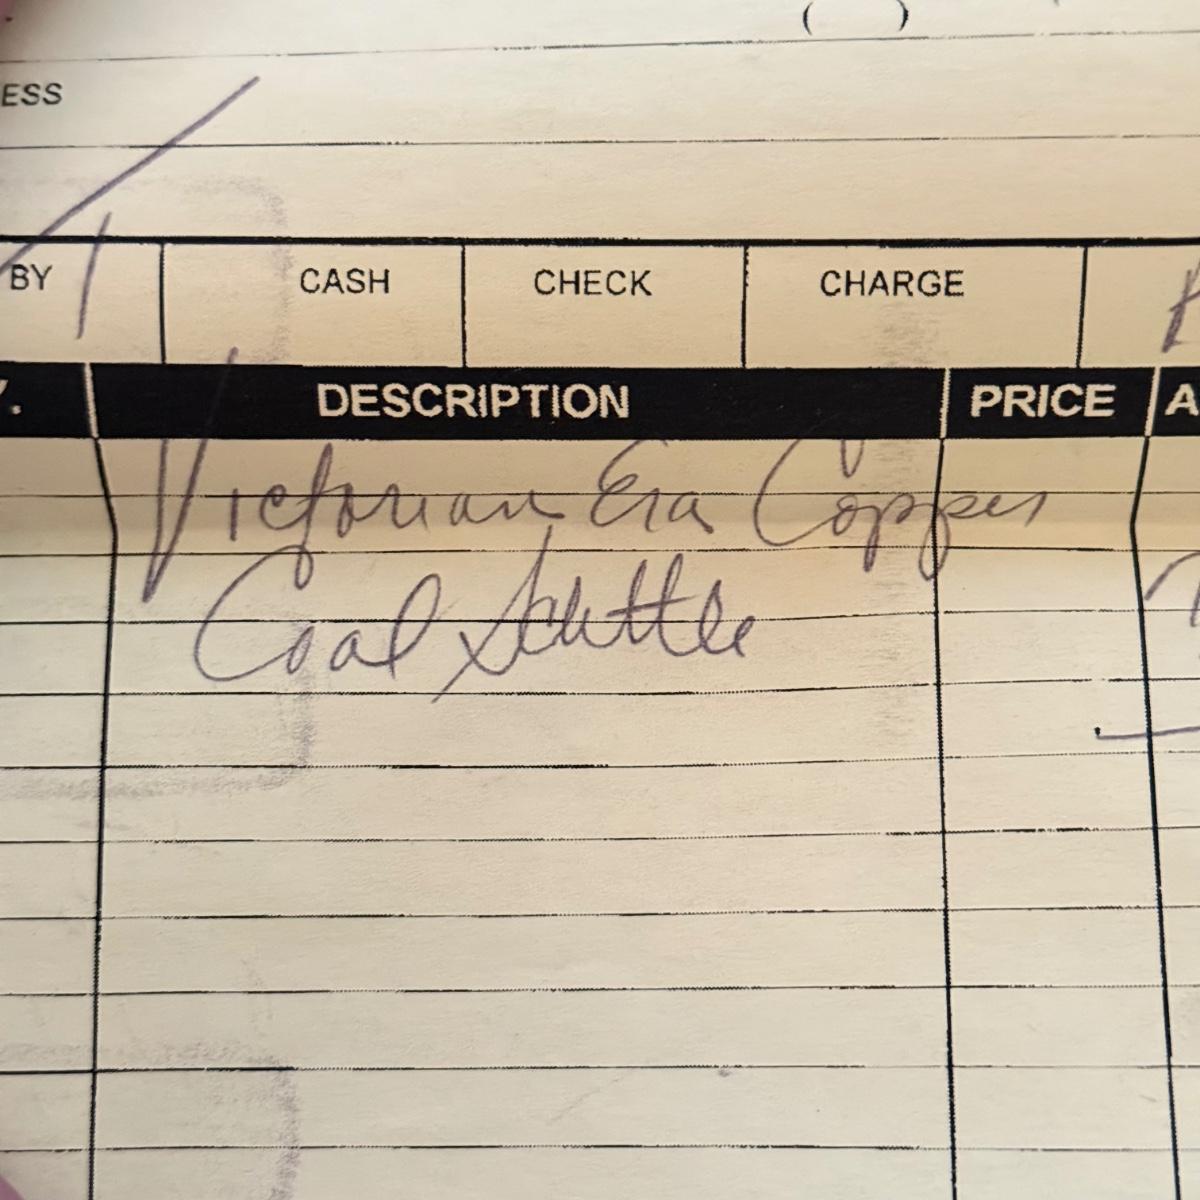 ( )
ESS
BY CASH CHECK CHARGE
Y. DESCRIPTION PRICE A
Victorian Era Copper
Coal Scuttle